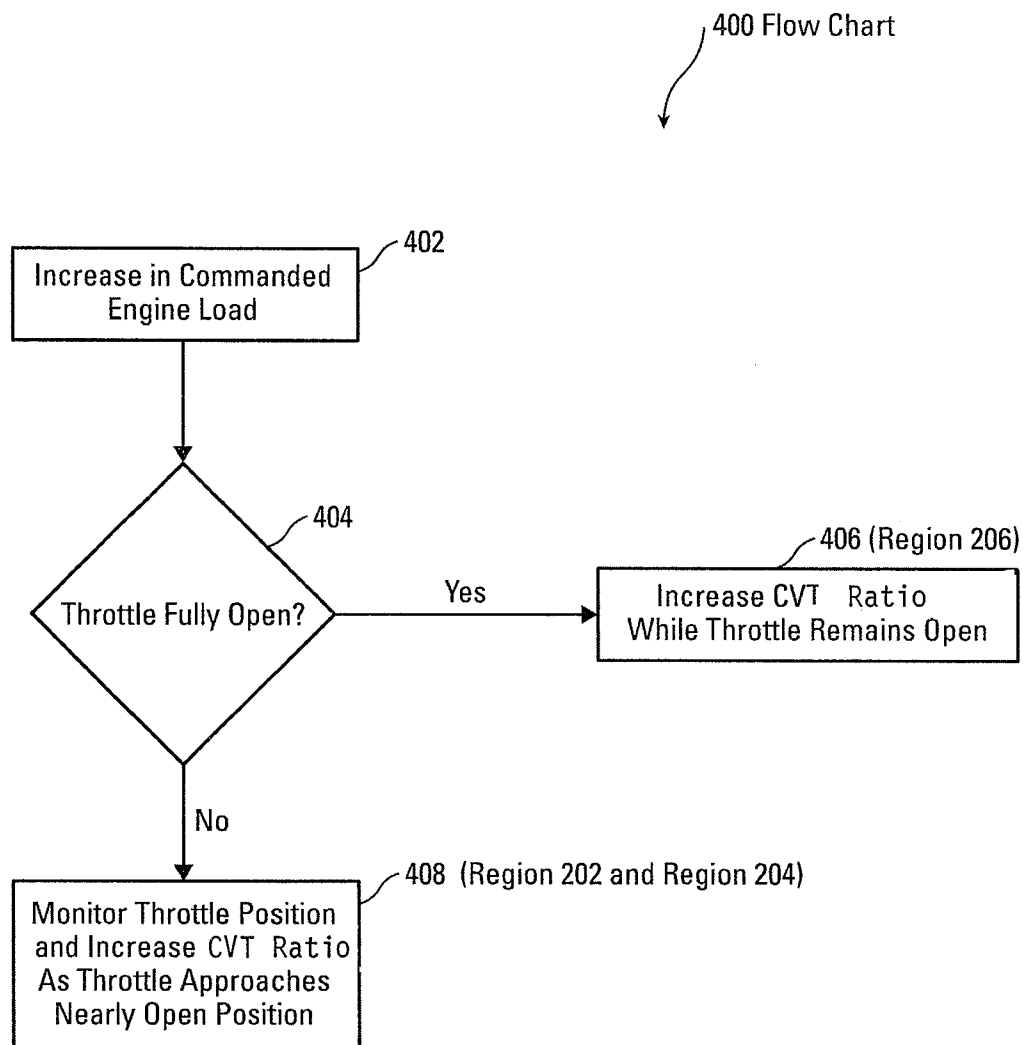 400 Flow Chart
402
Increase in Commanded
Engine Load
404
Throttle Fully Open?
Yes
406 (Region 206)
Increase CVT Ratio
While Throttle Remains Open
No
408 (Region 202 and Region 204)
Monitor Throttle Position
and Increase CVT Ratio
As Throttle Approaches
Nearly Open Position